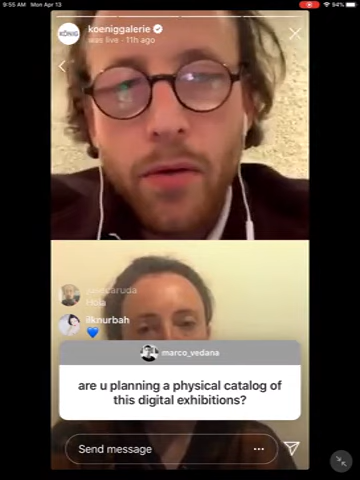 9:55 AM Mon Apr 13
94%
KÖNIG
koeniggalerie
was live • 11h ago
Hola
ilknurbah
marco_vedana
are u planning a physical catalog of
this digital exhibitions?
Send message